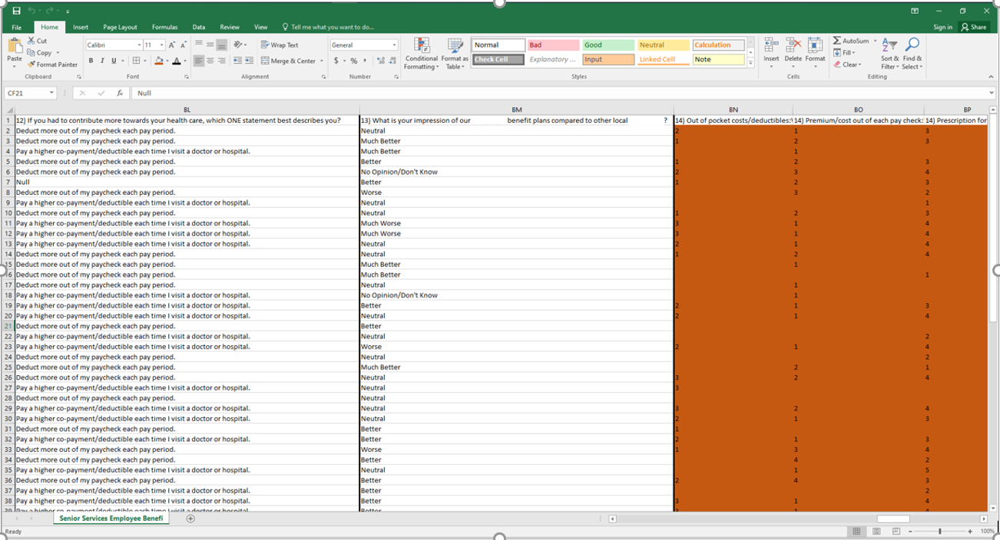 File Home Insert Page Layout Formulas Data Review View Tell me what you want to do... Sign in Share
Paste Cut Copy Format Painter Clipboard
Calibri 11 B I U Font
Wrap Text Merge & Center Alignment
General $ % , Number
Conditional Formatting Format as Table
Normal Bad Good Neutral Calculation
Check Cell Explanatory ... Input Linked Cell Note
Styles
Insert Delete Format Cells
AutoSum Fill Clear Sort & Filter Find & Select Editing
CF21 fx Null
BL BM BN BO BP
1 12) If you had to contribute more towards your health care, which ONE statement best describes you? 13) What is your impression of our benefit plans compared to other local ? 14) Out of pocket costs/deductibles: 14) Premium/cost out of each pay check: 14) Prescription for
2 Deduct more out of my paycheck each pay period. Neutral 2 1 3
3 Deduct more out of my paycheck each pay period. Much Better 1 2 3
4 Pay a higher co-payment/deductible each time I visit a doctor or hospital. Much Better 1
5 Deduct more out of my paycheck each pay period. Better 1 2 3
6 Deduct more out of my paycheck each pay period. No Opinion/Don't Know 2 3 4
7 Null Better 1 2 3
8 Deduct more out of my paycheck each pay period. Worse 3 2
9 Pay a higher co-payment/deductible each time I visit a doctor or hospital. Neutral 1
10 Deduct more out of my paycheck each pay period. Neutral 1 2 3
11 Pay a higher co-payment/deductible each time I visit a doctor or hospital. Much Worse 3 1 4
12 Pay a higher co-payment/deductible each time I visit a doctor or hospital. Much Worse 3 1 4
13 Pay a higher co-payment/deductible each time I visit a doctor or hospital. Neutral 2 1 4
14 Deduct more out of my paycheck each pay period. Neutral 1 2 4
15 Deduct more out of my paycheck each pay period. Much Better 1
16 Deduct more out of my paycheck each pay period. Much Better 1
17 Deduct more out of my paycheck each pay period. Neutral 1
18 Pay a higher co-payment/deductible each time I visit a doctor or hospital. No Opinion/Don't Know 1
19 Pay a higher co-payment/deductible each time I visit a doctor or hospital. Better 2 1 3
20 Pay a higher co-payment/deductible each time I visit a doctor or hospital. Neutral 2 1 4
21 Deduct more out of my paycheck each pay period. Better
22 Pay a higher co-payment/deductible each time I visit a doctor or hospital. Neutral 2
23 Pay a higher co-payment/deductible each time I visit a doctor or hospital. Worse 2 1 4
24 Deduct more out of my paycheck each pay period. Neutral 2
25 Deduct more out of my paycheck each pay period. Much Better 2 1
26 Deduct more out of my paycheck each pay period. Neutral 3 2 4
27 Pay a higher co-payment/deductible each time I visit a doctor or hospital. Neutral 3
28 Deduct more out of my paycheck each pay period. Neutral
29 Pay a higher co-payment/deductible each time I visit a doctor or hospital. Neutral 3 2 4
30 Pay a higher co-payment/deductible each time I visit a doctor or hospital. Neutral 2 1 3
31 Deduct more out of my paycheck each pay period. Better 1
32 Pay a higher co-payment/deductible each time I visit a doctor or hospital. Better 2 1 3
33 Deduct more out of my paycheck each pay period. Worse 1 3 4
34 Deduct more out of my paycheck each pay period. Better 4 2
35 Pay a higher co-payment/deductible each time I visit a doctor or hospital. Neutral 1 5
36 Deduct more out of my paycheck each pay period. Better 2 4 3
37 Pay a higher co-payment/deductible each time I visit a doctor or hospital. Better 2
38 Pay a higher co-payment/deductible each time I visit a doctor or hospital. Better 3 1 4
39 Pay a higher co-payment/deductible each time I visit a doctor or hospital. Better
Senior Services Employee Benefi
Ready 100%